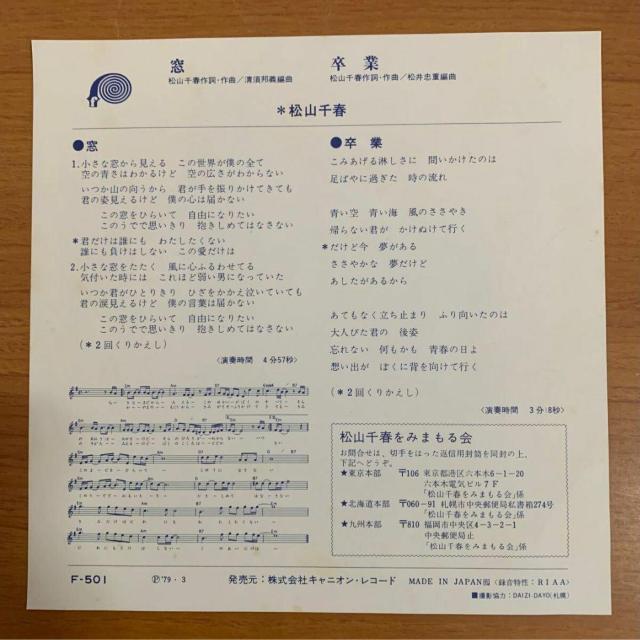 窓
松山千春作詞・作曲/清須邦義編曲
卒業
松山千春作詞・作曲/松井忠重編曲
*松山千春
●窓
1.小さな窓から見える この世界が僕の全て
空の青さはわかるけど 空の広さがわからない
いつか山の向うから 君が手を振りかけてきても
君の姿見えるけど 僕の心は届かない
この窓をひらいて 自由になりたい
このうでで思いきり 抱きしめてはなさない
*君だけは誰にも わたしたくない
誰にも負けはしない この愛だけは
2.小さな窓をたたく 風に心ふるわせてる
気付いた時には これほど弱い男になっていた
いつか君がひとりきり ひざをかかえ泣いていても
君の涙見えるけど 僕の言葉は届かない
この窓をひらいて 自由になりたい
このうでで思いきり 抱きしめてはなさない
(*2回くりかえし)
〈演奏時間 4分57秒〉
●卒業
こみあげる淋しさに 問いかけたのは
足ばやに過ぎた 時の流れ
青い空 青い海 風のささやき
帰らない君が かけぬけて行く
*だけど今 夢がある
ささやかな 夢だけど
あしたがあるから
あてもなく立ち止まり ふり向いたのは
大人びた君の 後姿
忘れない 何もかも 青春の日よ
想い出が ぼくに背を向けて行く
(*2回くりかえし)
〈演奏時間 3分18秒〉
松山千春をみまもる会
お問合せは、切手をはった返信用封筒を同封の上、
下記へどうぞ。
★東京本部 〒106 東京都港区六本木6-1-20
六本木電気ビル7F
「松山千春をみまもる会」係
★北海道本部 〒060-91 札幌市中央郵便局私書箱274号
「松山千春をみまもる会」係
★九州本部 〒810 福岡市中央区4-3-2-1
中央郵便局止
「松山千春をみまもる会」係
F-501 Ⓟ'79・3 発売元:株式会社キャニオン・レコード MADE IN JAPAN 〈録音特性:RIAA〉
■撮影協力:DAIZI-DAYO(札幌)